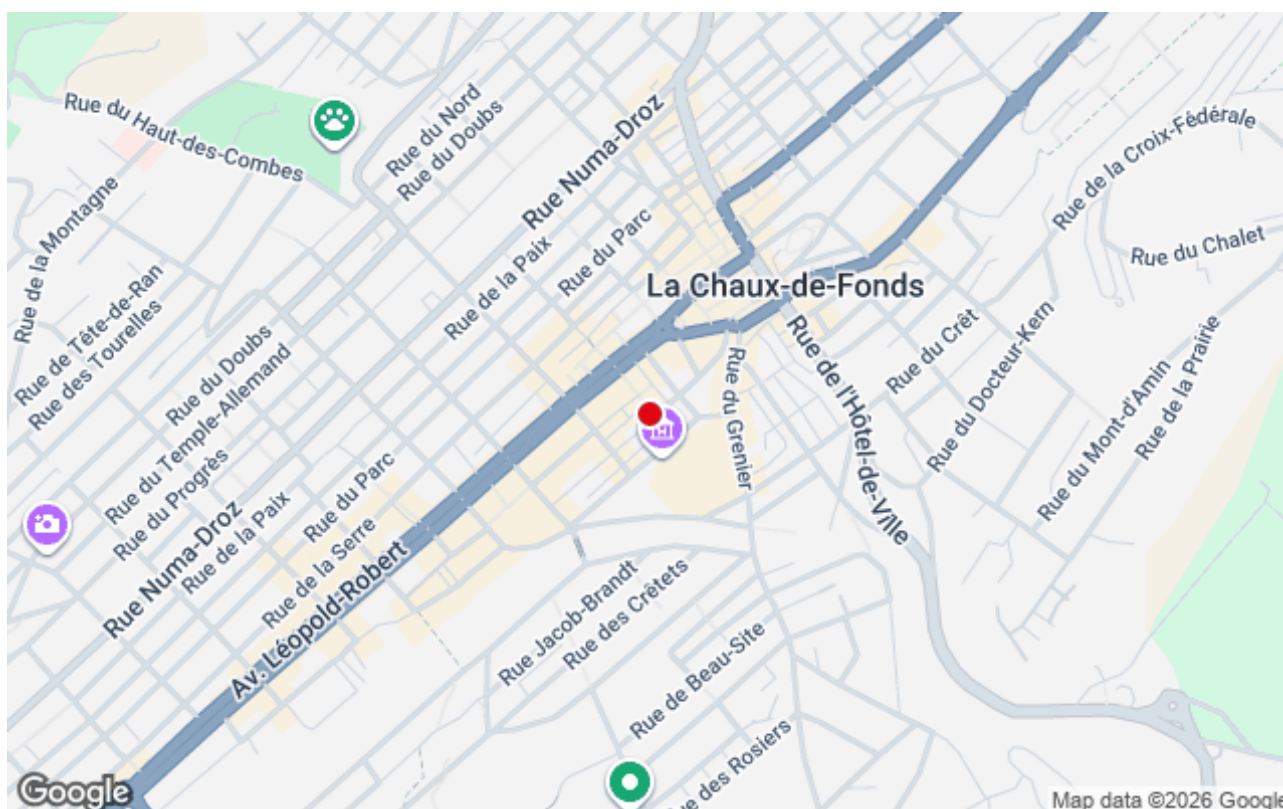 Rue du Haut-des-Combes
Rue du Nord
Rue du Doubs
Rue Numa-Droz
Rue de la Croix-Fédérale
Rue de la Montagne
Rue du Parc
Rue de la Paix
Rue du Chalet
La Chaux-de-Fonds
Rue de Tête-de-Ran
Rue des Tourelles
Rue du Doubs
Rue du Temple-Allemand
Rue du Progrès
Rue du Crêt
Rue du Docteur-Kern
Rue de l'Hôtel-de-Ville
Rue du Grenier
Rue du Mont-d'Amin
Rue de la Prairie
Rue Numa-Droz
Rue de la Paix
Rue du Parc
Rue de la Serre
Av. Léopold-Robert
Rue Jacob-Brandt
Rue des Crêtets
Rue de Beau-Site
Rue des Rosiers
Google
Map data ©2026 Google